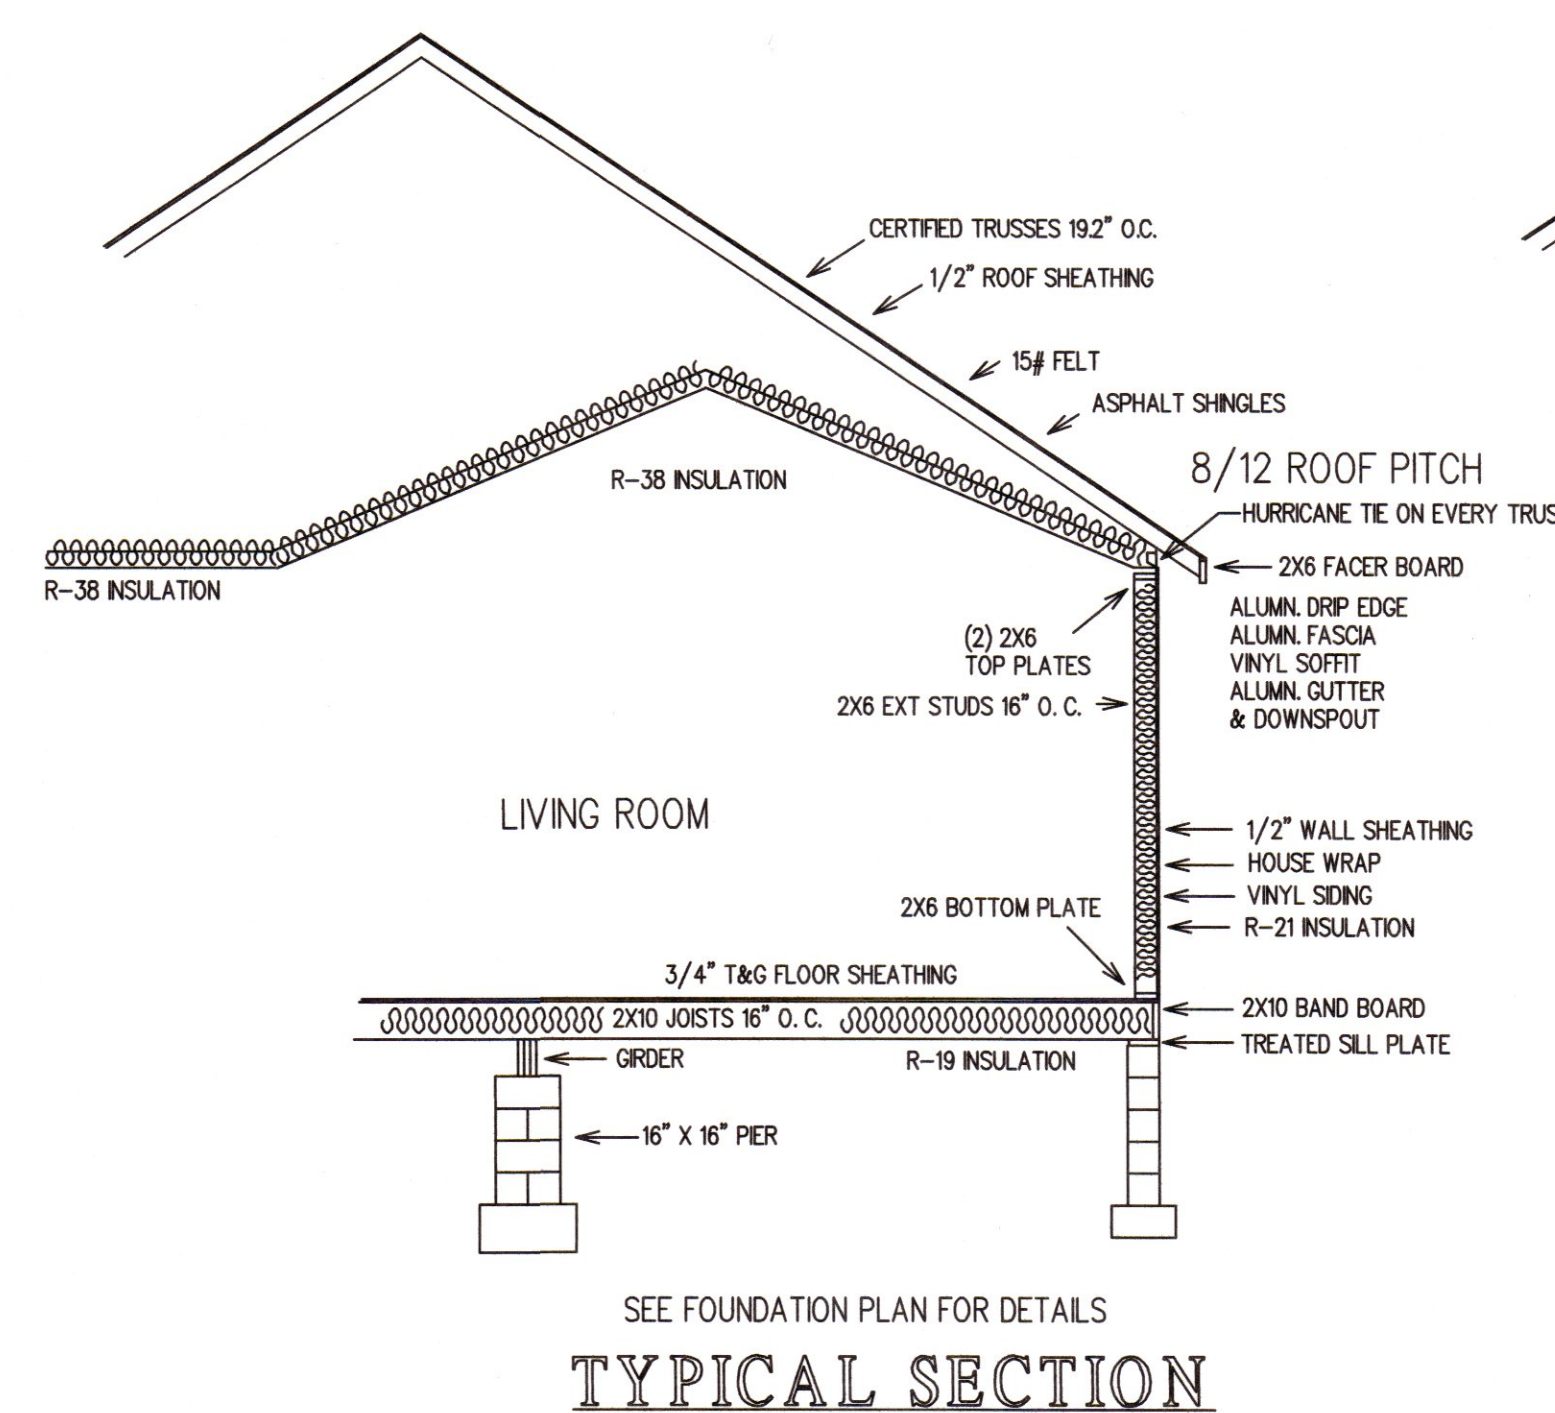 CERTIFIED TRUSSES 19.2" O.C.
1/2" ROOF SHEATHING
15# FELT
ASPHALT SHINGLES
8/12 ROOF PITCH
R-38 INSULATION
HURRICANE TIE ON EVERY TRUS
2X6 FACER BOARD
R-38 INSULATION
ALUMN. DRIP EDGE
ALUMN. FASCIA
VINYL SOFFIT
ALUMN. GUTTER
& DOWNSPOUT
(2) 2X6
TOP PLATES
2X6 EXT STUDS 16" O. C.
LIVING ROOM
1/2" WALL SHEATHING
HOUSE WRAP
VINYL SIDING
R-21 INSULATION
2X6 BOTTOM PLATE
3/4" T&G FLOOR SHEATHING
2X10 JOISTS 16" O. C.
2X10 BAND BOARD
TREATED SILL PLATE
GIRDER
R-19 INSULATION
16" X 16" PIER
SEE FOUNDATION PLAN FOR DETAILS
TYPICAL SECTION